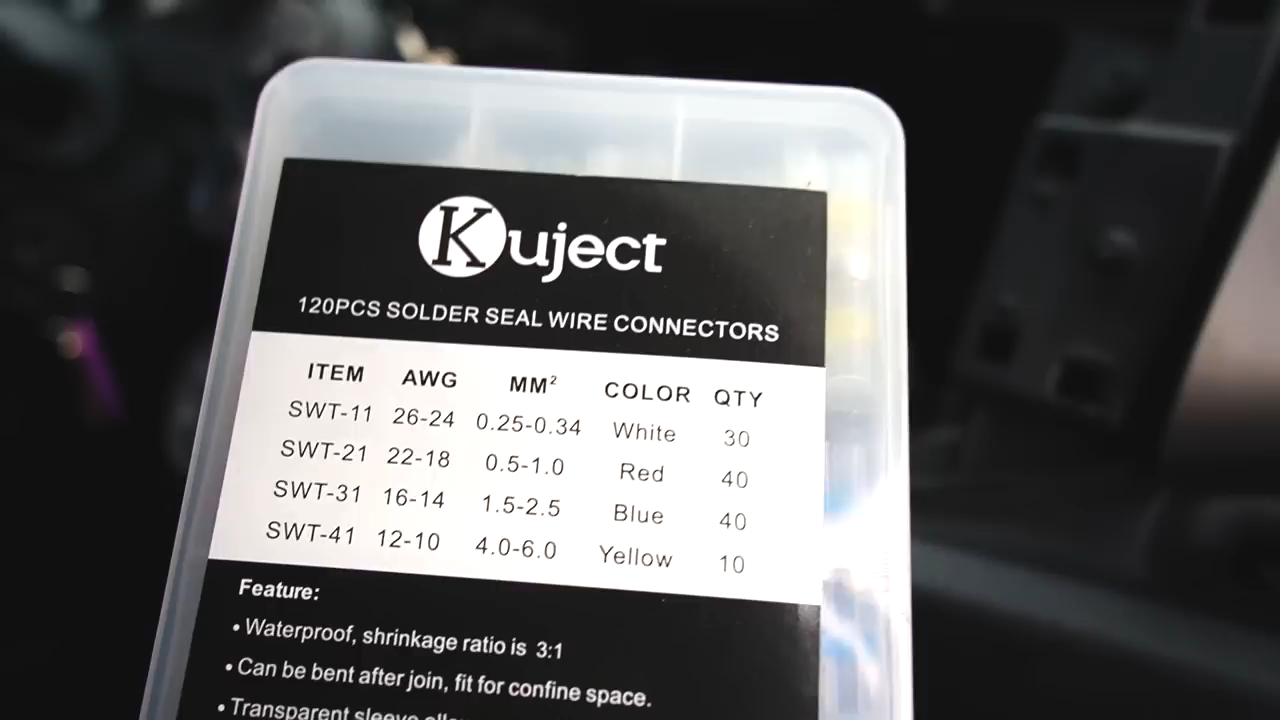 Kuject
120PCS SOLDER SEAL WIRE CONNECTORS
ITEM AWG MM² COLOR QTY
SWT-11 26-24 0.25-0.34 White 30
SWT-21 22-18 0.5-1.0 Red 40
SWT-31 16-14 1.5-2.5 Blue 40
SWT-41 12-10 4.0-6.0 Yellow 10
Feature:
• Waterproof, shrinkage ratio is 3:1
• Can be bent after join, fit for confine space.
• Transparent sleeve